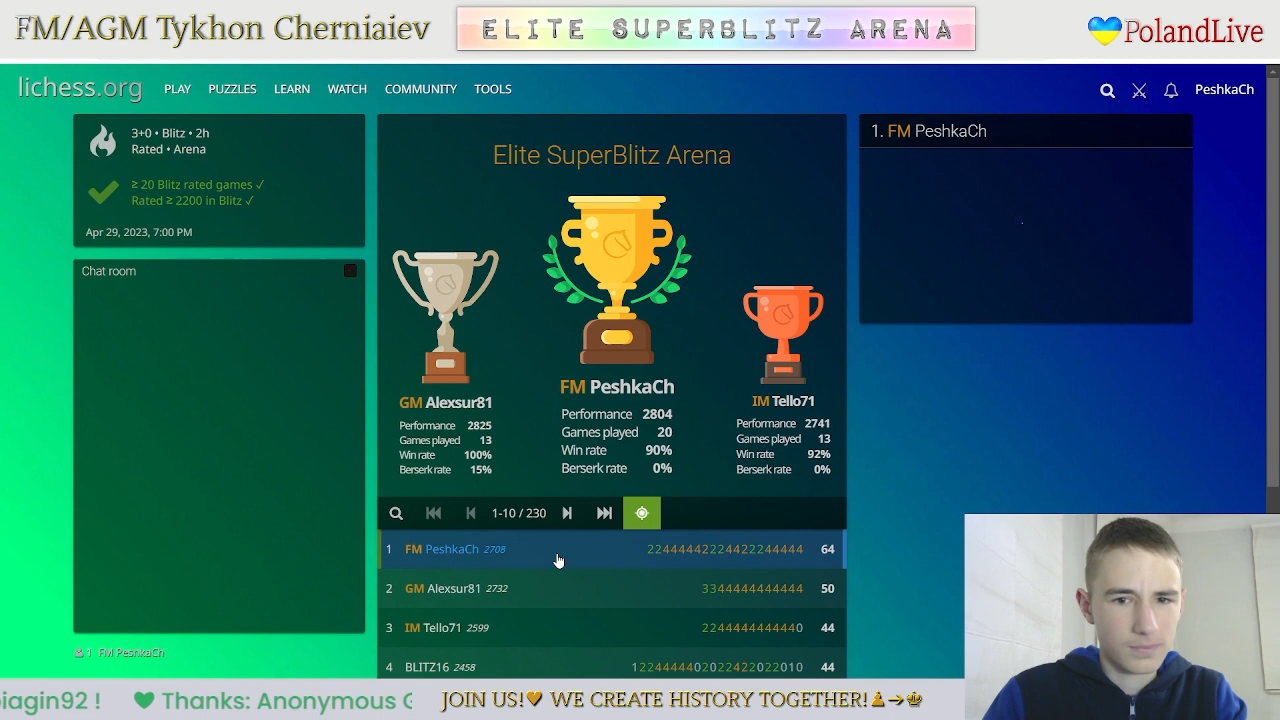 FM/AGM Tykhon Cherniaiev
ELITE SUPERBLITZ ARENA
PolandLive
lichess.org
PLAY PUZZLES LEARN WATCH COMMUNITY TOOLS
PeshkaCh
3+0 • Blitz • 2h
Rated • Arena
≥ 20 Blitz rated games ✓
Rated ≥ 2200 in Blitz ✓
Apr 29, 2023, 7:00 PM
Chat room
1 FM PeshkaCh
Elite SuperBlitz Arena
GM Alexsur81
Performance 2825
Games played 13
Win rate 100%
Berserk rate 15%
FM PeshkaCh
Performance 2804
Games played 20
Win rate 90%
Berserk rate 0%
IM Tello71
Performance 2741
Games played 13
Win rate 92%
Berserk rate 0%
1-10 / 230
1 FM PeshkaCh 2708 22444442224422244444 64
2 GM Alexsur81 2732 3344444444444 50
3 IM Tello71 2599 2244444444440 44
4 BLITZ16 2458 1224444402022422022010 44
1. FM PeshkaCh
iagin92 ! Thanks: Anonymous
JOIN US! WE CREATE HISTORY TOGETHER!